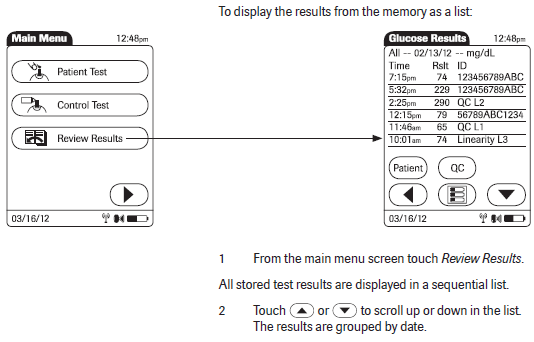 To display the results from the memory as a list:
Main Menu 12:48pm
Patient Test
Control Test
Review Results
03/16/12
Glucose Results 12:48pm
All -- 02/13/12 -- mg/dL
Time Rslt ID
7:15pm 74 123456789ABC
5:32pm 229 123456789ABC
2:25pm 290 QC L2
12:15pm 79 56789ABC1234
11:46am 65 QC L1
10:01am 74 Linearity L3
Patient QC
03/16/12
1 From the main menu screen touch Review Results.
All stored test results are displayed in a sequential list.
2 Touch or to scroll up or down in the list.
The results are grouped by date.